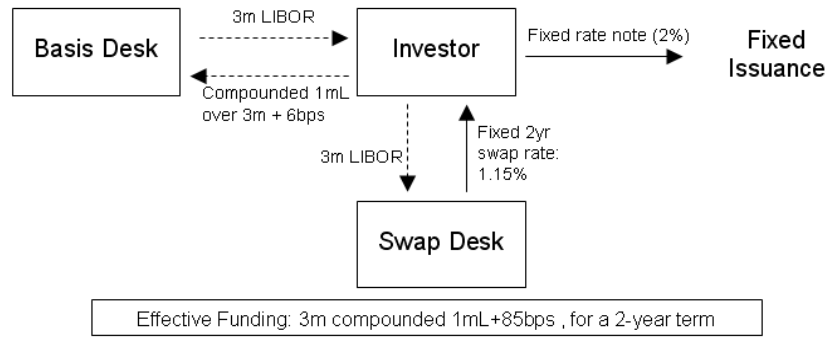 3m LIBOR
Basis Desk
Investor
Fixed rate note (2%)
Fixed
Issuance
Compounded 1mL
over 3m + 6bps
3m LIBOR
Fixed 2yr
swap rate:
1.15%
Swap Desk
Effective Funding: 3m compounded 1mL+85bps , for a 2-year term